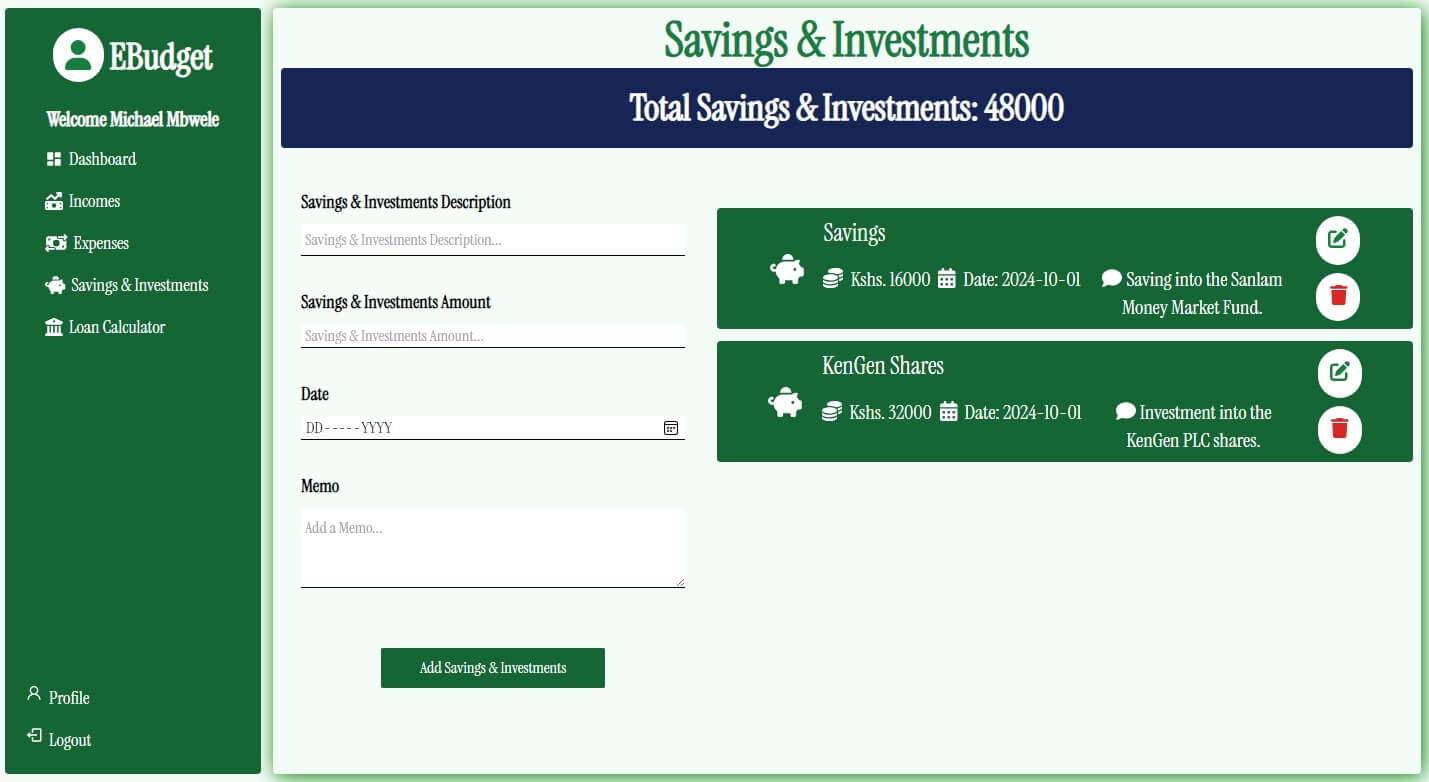 EBudget
Welcome Michael Mbwele
Dashboard
Incomes
Expenses
Savings & Investments
Loan Calculator
Profile
Logout
Savings & Investments
Total Savings & Investments: 48000
Savings & Investments Description
Savings & Investments Description...
Savings & Investments Amount
Savings & Investments Amount...
Date
DD-----YYYY
Memo
Add a Memo...
Add Savings & Investments
Savings
Kshs. 16000 Date: 2024-10-01 Saving into the Sanlam
Money Market Fund.
KenGen Shares
Kshs. 32000 Date: 2024-10-01 Investment into the
KenGen PLC shares.